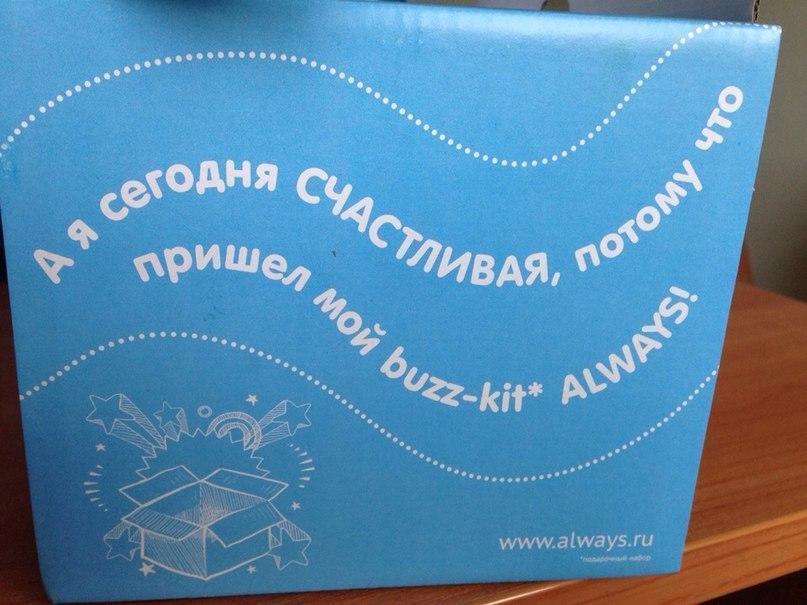 А я сегодня СЧАСТЛИВАЯ, потому что
пришел мой buzz-kit* ALWAYS!
www.always.ru
*подарочный набор